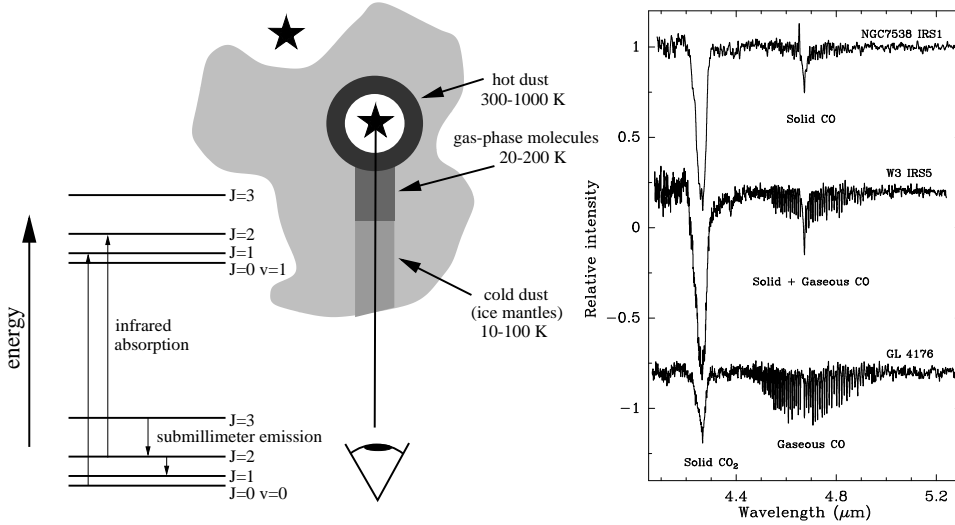 hot dust
300-1000 K
gas-phase molecules
20-200 K
cold dust
(ice mantles)
10-100 K
energy
J=3
J=2
J=1
J=0 v=1
infrared
absorption
J=3
submillimeter emission
J=2
J=1
J=0 v=0
Relative intensity
1
0.5
0
−0.5
−1
NGC7538 IRS1
Solid CO
W3 IRS5
Solid + Gaseous CO
GL 4176
Solid CO₂
Gaseous CO
4.4
4.8
5.2
Wavelength (μm)